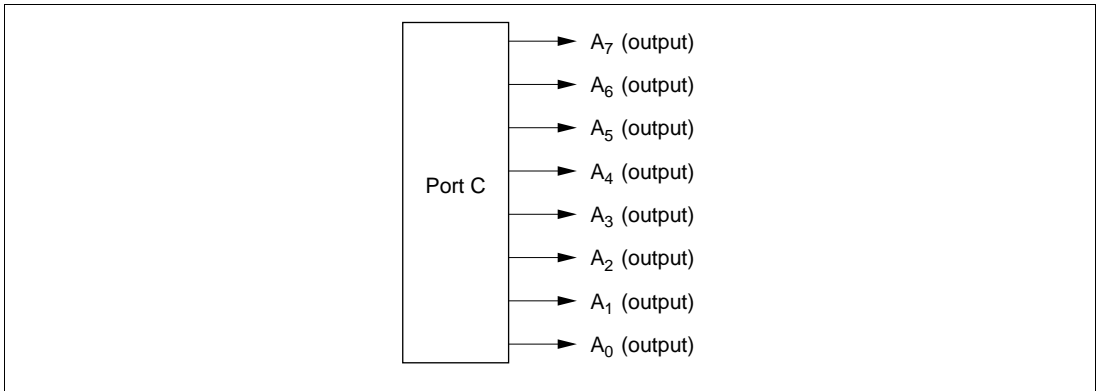 A7 (output)
A6 (output)
A5 (output)
A4 (output)
Port C
A3 (output)
A2 (output)
A1 (output)
A0 (output)